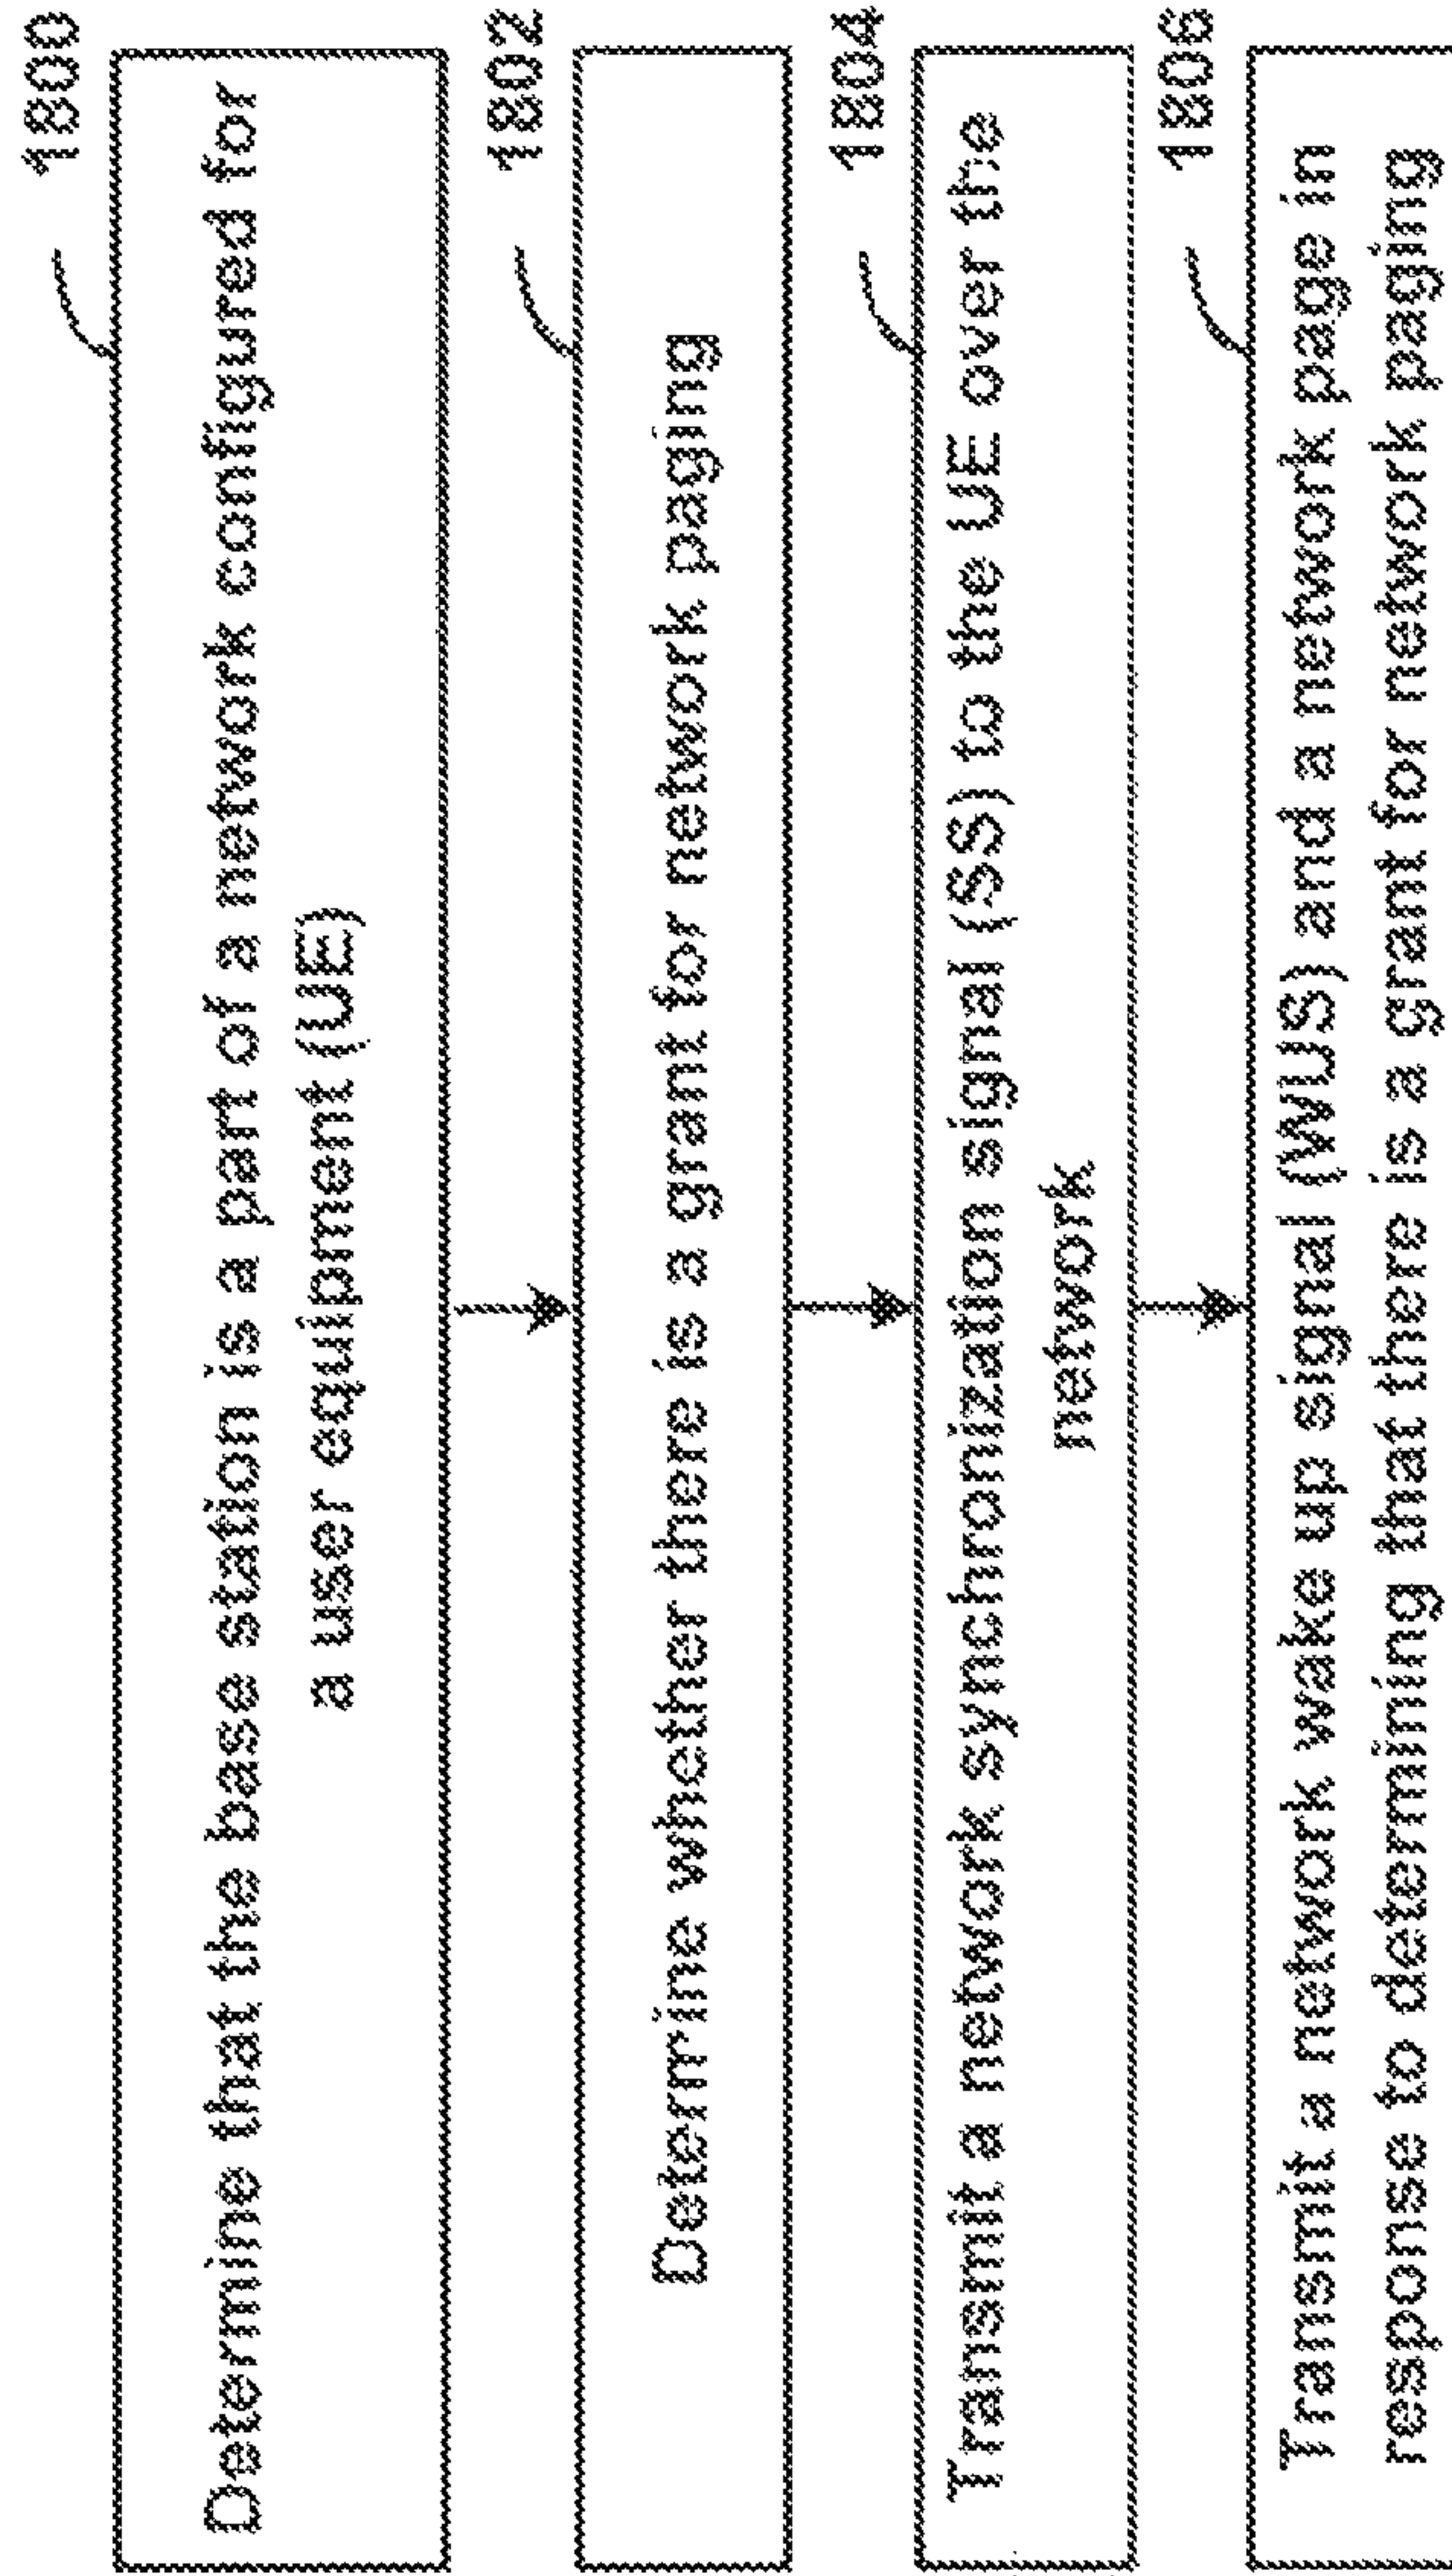 1800
Determine that the base station is a part of a network configured for
a user equipment (UE)
1802
Determine whether there is a grant for network paging
1804
Transmit a network synchronization signal (SS) to the UE over the
network
1806
Transmit a network wake up signal (WUS) and a network page in
response to determining that there is a grant for network paging